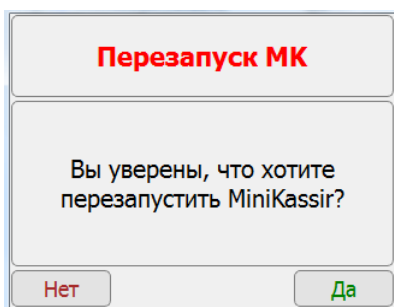 Перезапуск МК
Вы уверены, что хотите
перезапустить MiniKassir?
Нет
Да